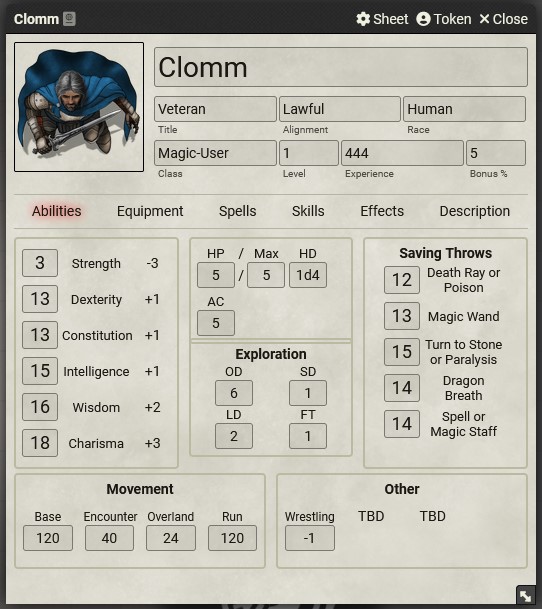 Clomm Sheet Token Close
Clomm
Veteran Lawful Human
Title Alignment Race
Magic-User 1 444 5
Class Level Experience Bonus %
Abilities Equipment Spells Skills Effects Description
3 Strength -3
13 Dexterity +1
13 Constitution +1
15 Intelligence +1
16 Wisdom +2
18 Charisma +3
HP / Max HD
5 / 5 1d4
AC
5
Exploration
OD SD
6 1
LD FT
2 1
Saving Throws
12 Death Ray or
Poison
13 Magic Wand
15 Turn to Stone
or Paralysis
14 Dragon
Breath
14 Spell or
Magic Staff
Movement
Base Encounter Overland Run
120 40 24 120
Other
Wrestling TBD TBD
-1